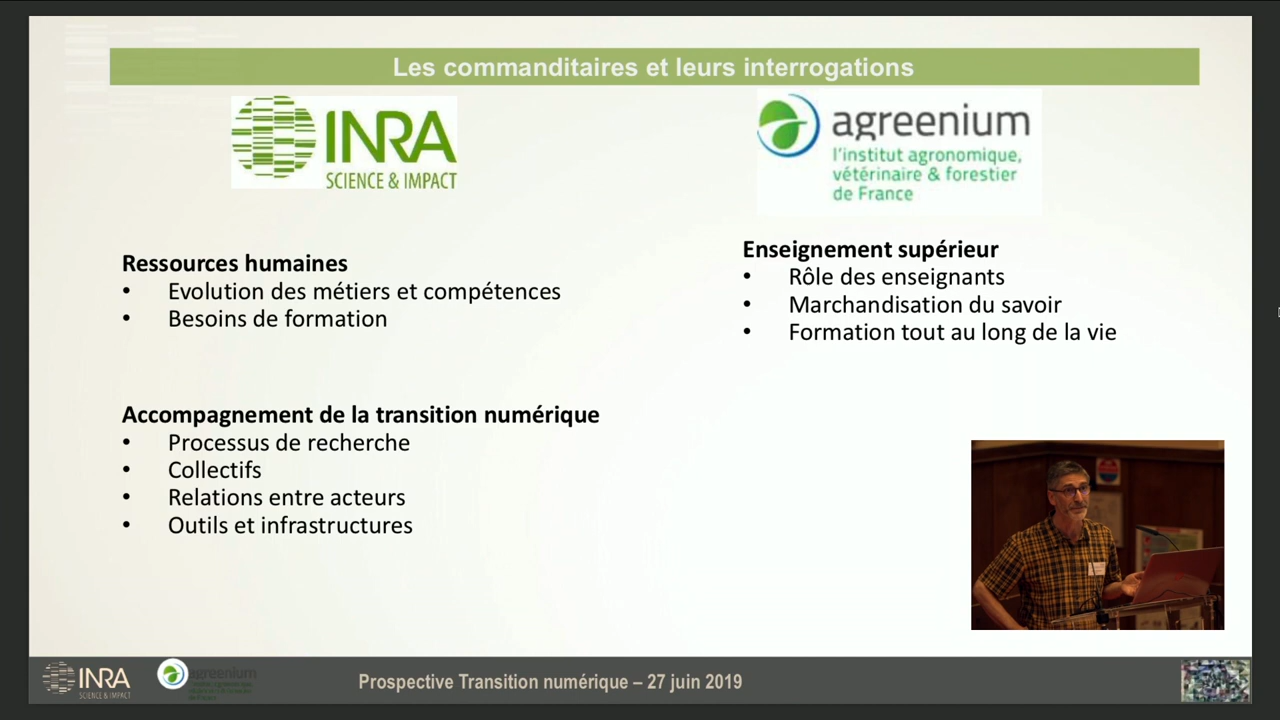 Les commanditaires et leurs interrogations
INRA
SCIENCE & IMPACT
agreenium
l'institut agronomique,
vétérinaire & forestier
de France
Ressources humaines
• Evolution des métiers et compétences
• Besoins de formation
Accompagnement de la transition numérique
• Processus de recherche
• Collectifs
• Relations entre acteurs
• Outils et infrastructures
Enseignement supérieur
• Rôle des enseignants
• Marchandisation du savoir
• Formation tout au long de la vie
INRA
SCIENCE & IMPACT
agreenium
Prospective Transition numérique – 27 juin 2019